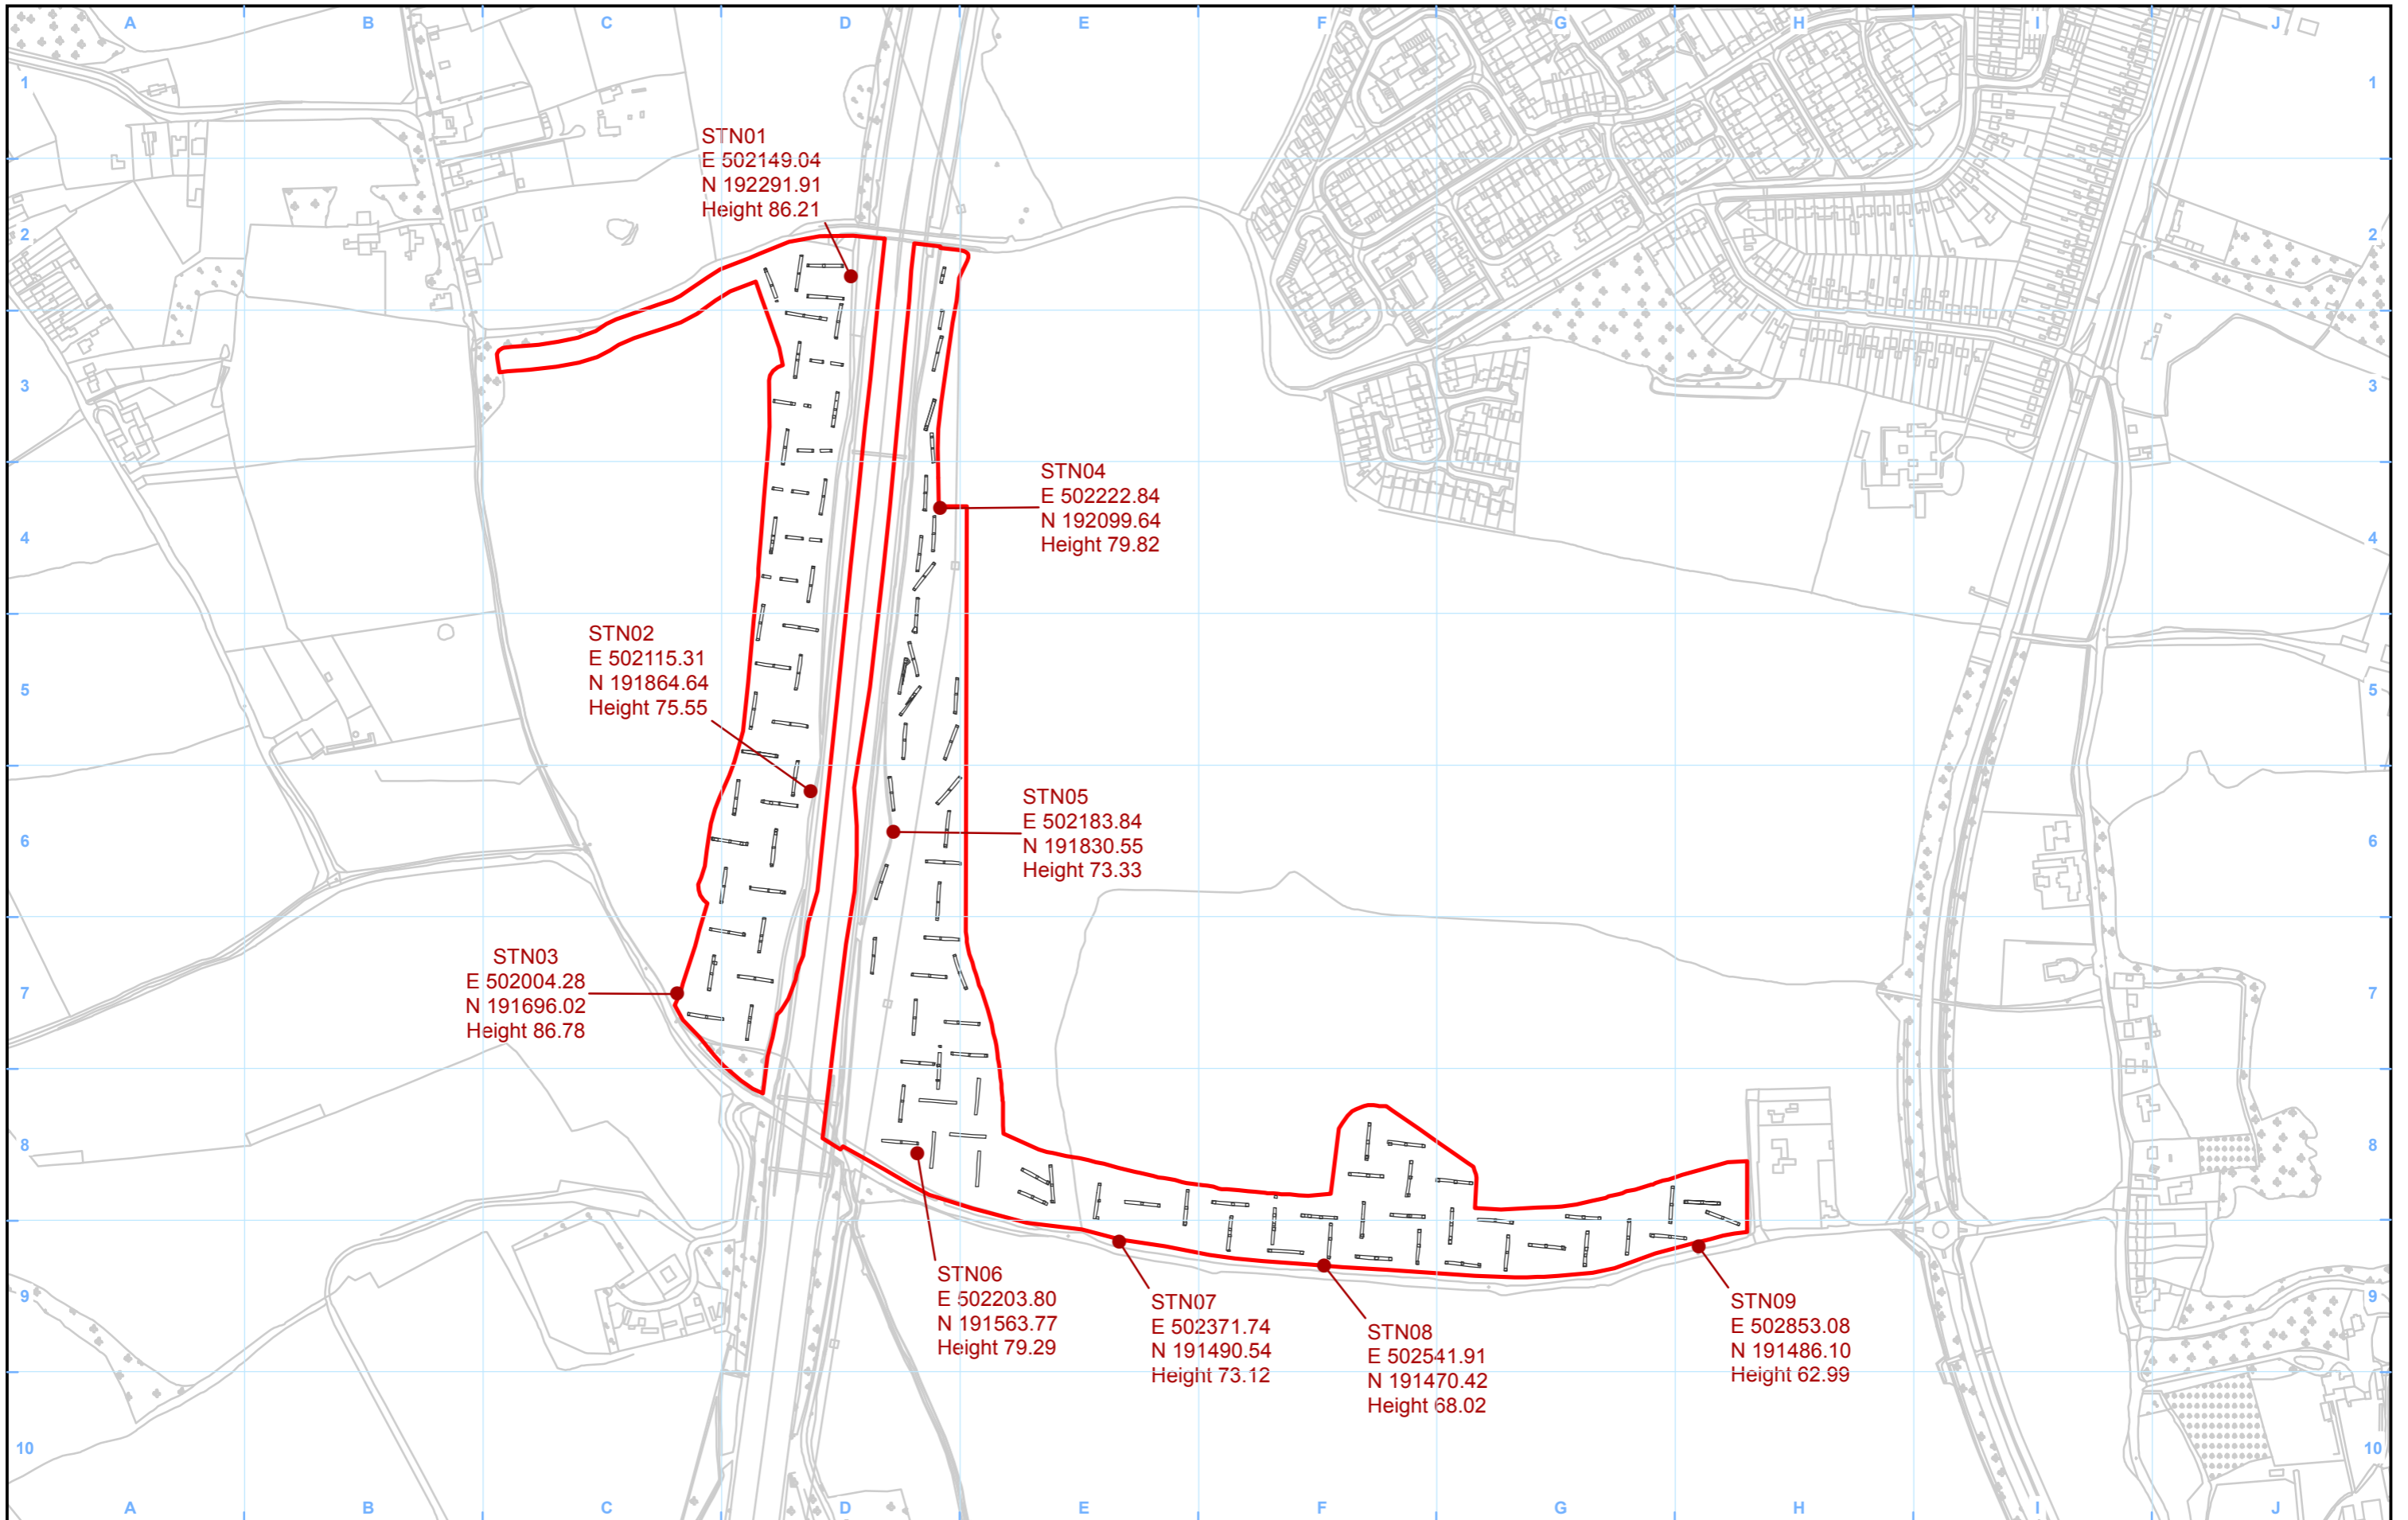 A B C D E F G H I J
1 1
STN01
E 502149.04
N 192291.91
Height 86.21
2 2
3 3
STN04
E 502222.84
N 192099.64
Height 79.82
4 4
STN02
E 502115.31
N 191864.64
Height 75.55
5 5
STN05
E 502183.84
N 191830.55
Height 73.33
6 6
STN03
E 502004.28
N 191696.02
Height 86.78
7 7
8 8
STN06
E 502203.80
N 191563.77
Height 79.29
STN07
E 502371.74
N 191490.54
Height 73.12
STN08
E 502541.91
N 191470.42
Height 68.02
STN09
E 502853.08
N 191486.10
Height 62.99
9 9
10 10
A B C D E F G H I J